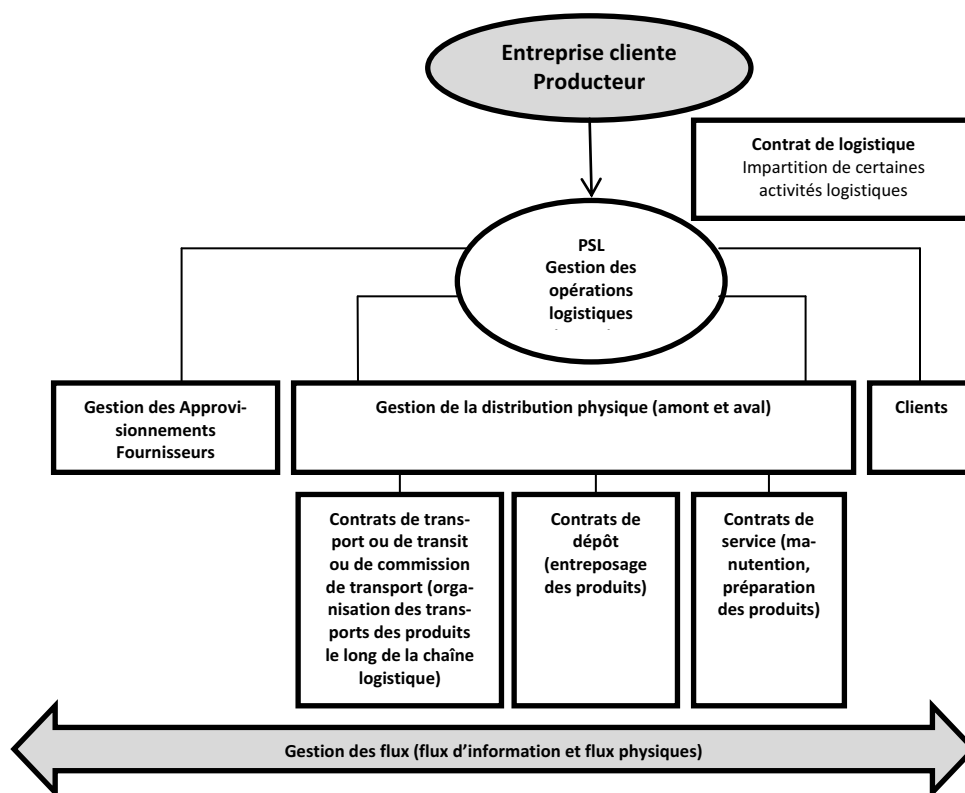 Entreprise cliente
Producteur
Contrat de logistique
Impartition de certaines
activités logistiques
PSL
Gestion des
opérations
logistiques
Gestion des Approvi-
sionnements
Fournisseurs
Gestion de la distribution physique (amont et aval)
Clients
Contrats de trans-
port ou de transit
ou de commission
de transport (orga-
nisation des trans-
ports des produits
le long de la chaîne
logistique)
Contrats de
dépôt
(entreposage
des produits)
Contrats de
service (ma-
nutention,
préparation
des produits)
Gestion des flux (flux d’information et flux physiques)